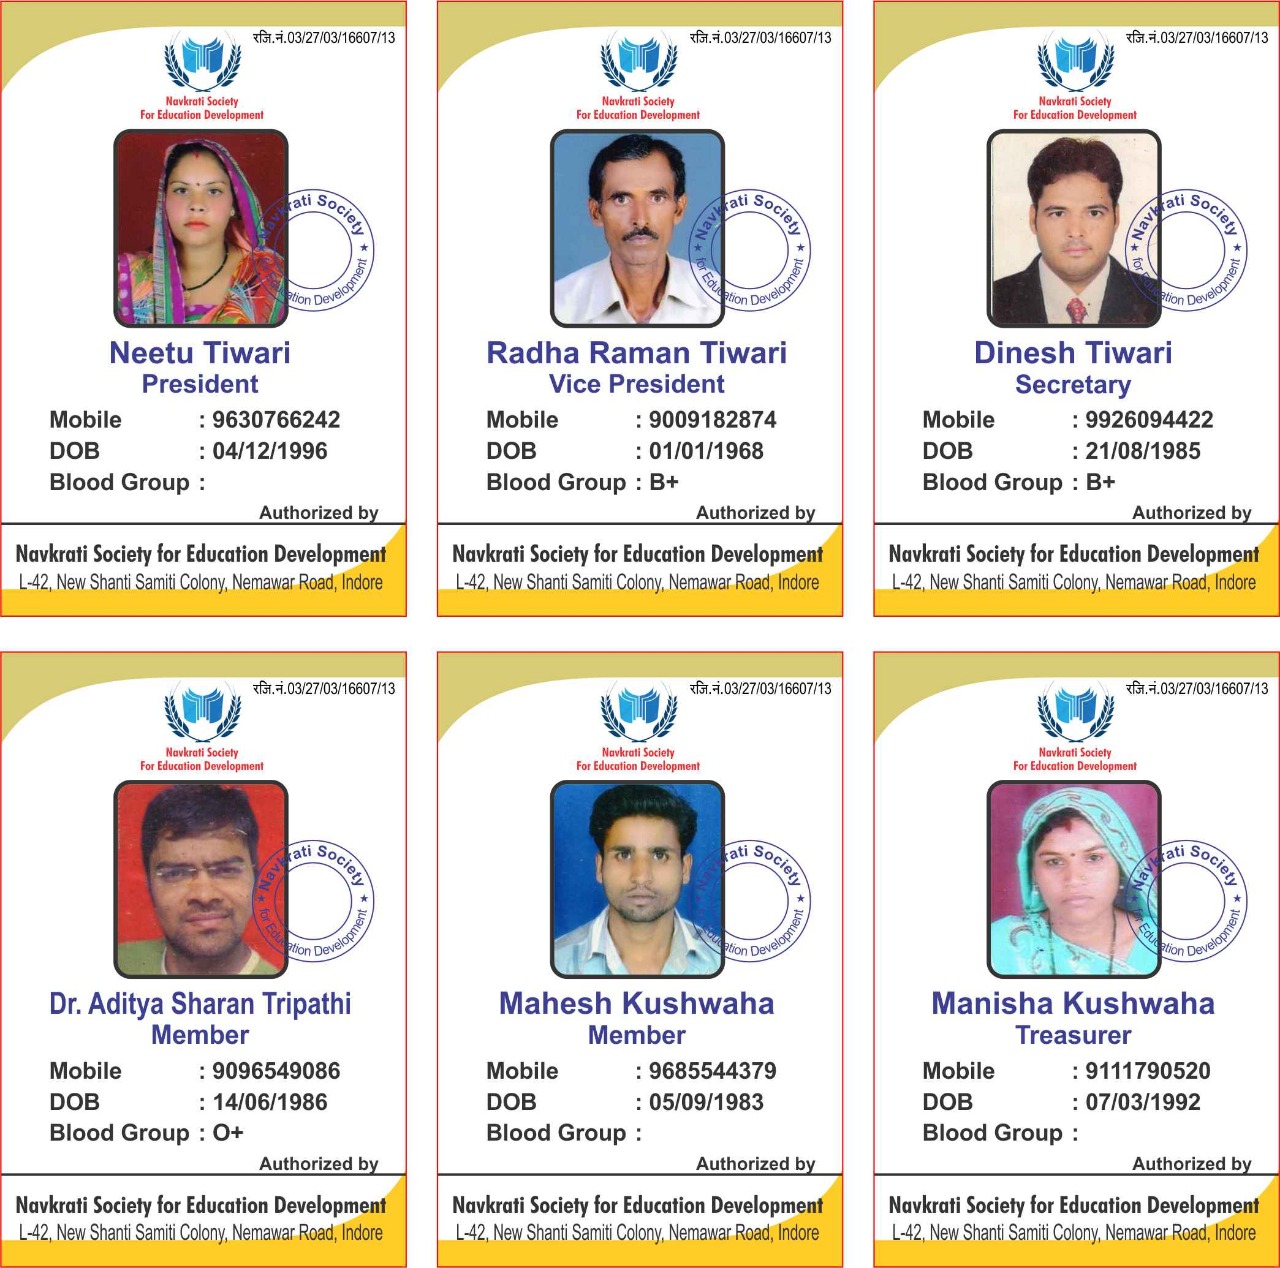 रजि.नं.03/27/03/16607/13
Navkrati Society
For Education Development
Navkrati Society
for Education Development
Neetu Tiwari
President
Mobile : 9630766242
DOB : 04/12/1996
Blood Group :
Authorized by
Navkrati Society for Education Development
L-42, New Shanti Samiti Colony, Nemawar Road, Indore
रजि.नं.03/27/03/16607/13
Navkrati Society
For Education Development
Navkrati Society
for Education Development
Radha Raman Tiwari
Vice President
Mobile : 9009182874
DOB : 01/01/1968
Blood Group : B+
Authorized by
Navkrati Society for Education Development
L-42, New Shanti Samiti Colony, Nemawar Road, Indore
रजि.नं.03/27/03/16607/13
Navkrati Society
For Education Development
Navkrati Society
for Education Development
Dinesh Tiwari
Secretary
Mobile : 9926094422
DOB : 21/08/1985
Blood Group : B+
Authorized by
Navkrati Society for Education Development
L-42, New Shanti Samiti Colony, Nemawar Road, Indore
रजि.नं.03/27/03/16607/13
Navkrati Society
For Education Development
Navkrati Society
for Education Development
Dr. Aditya Sharan Tripathi
Member
Mobile : 9096549086
DOB : 14/06/1986
Blood Group : O+
Authorized by
Navkrati Society for Education Development
L-42, New Shanti Samiti Colony, Nemawar Road, Indore
रजि.नं.03/27/03/16607/13
Navkrati Society
For Education Development
Navkrati Society
for Education Development
Mahesh Kushwaha
Member
Mobile : 9685544379
DOB : 05/09/1983
Blood Group :
Authorized by
Navkrati Society for Education Development
L-42, New Shanti Samiti Colony, Nemawar Road, Indore
रजि.नं.03/27/03/16607/13
Navkrati Society
For Education Development
Navkrati Society
for Education Development
Manisha Kushwaha
Treasurer
Mobile : 9111790520
DOB : 07/03/1992
Blood Group :
Authorized by
Navkrati Society for Education Development
L-42, New Shanti Samiti Colony, Nemawar Road, Indore